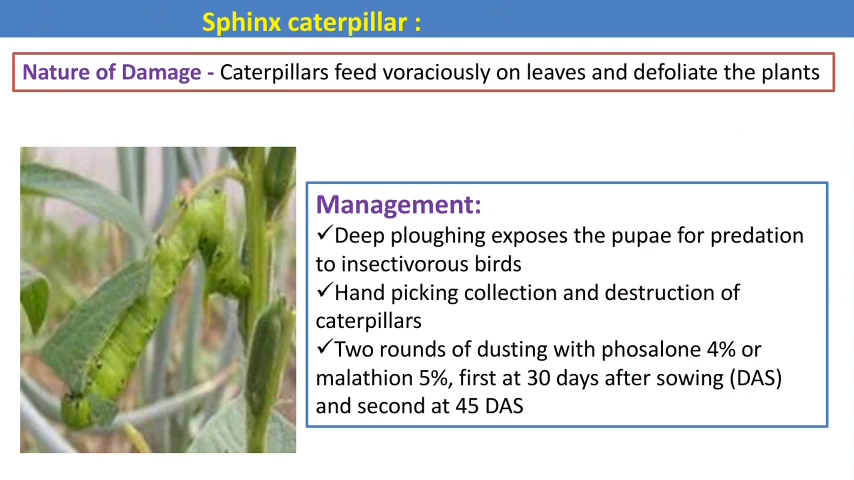 Sphinx caterpillar :
Nature of Damage - Caterpillars feed voraciously on leaves and defoliate the plants
Management:
✓Deep ploughing exposes the pupae for predation
to insectivorous birds
✓Hand picking collection and destruction of
caterpillars
✓Two rounds of dusting with phosalone 4% or
malathion 5%, first at 30 days after sowing (DAS)
and second at 45 DAS